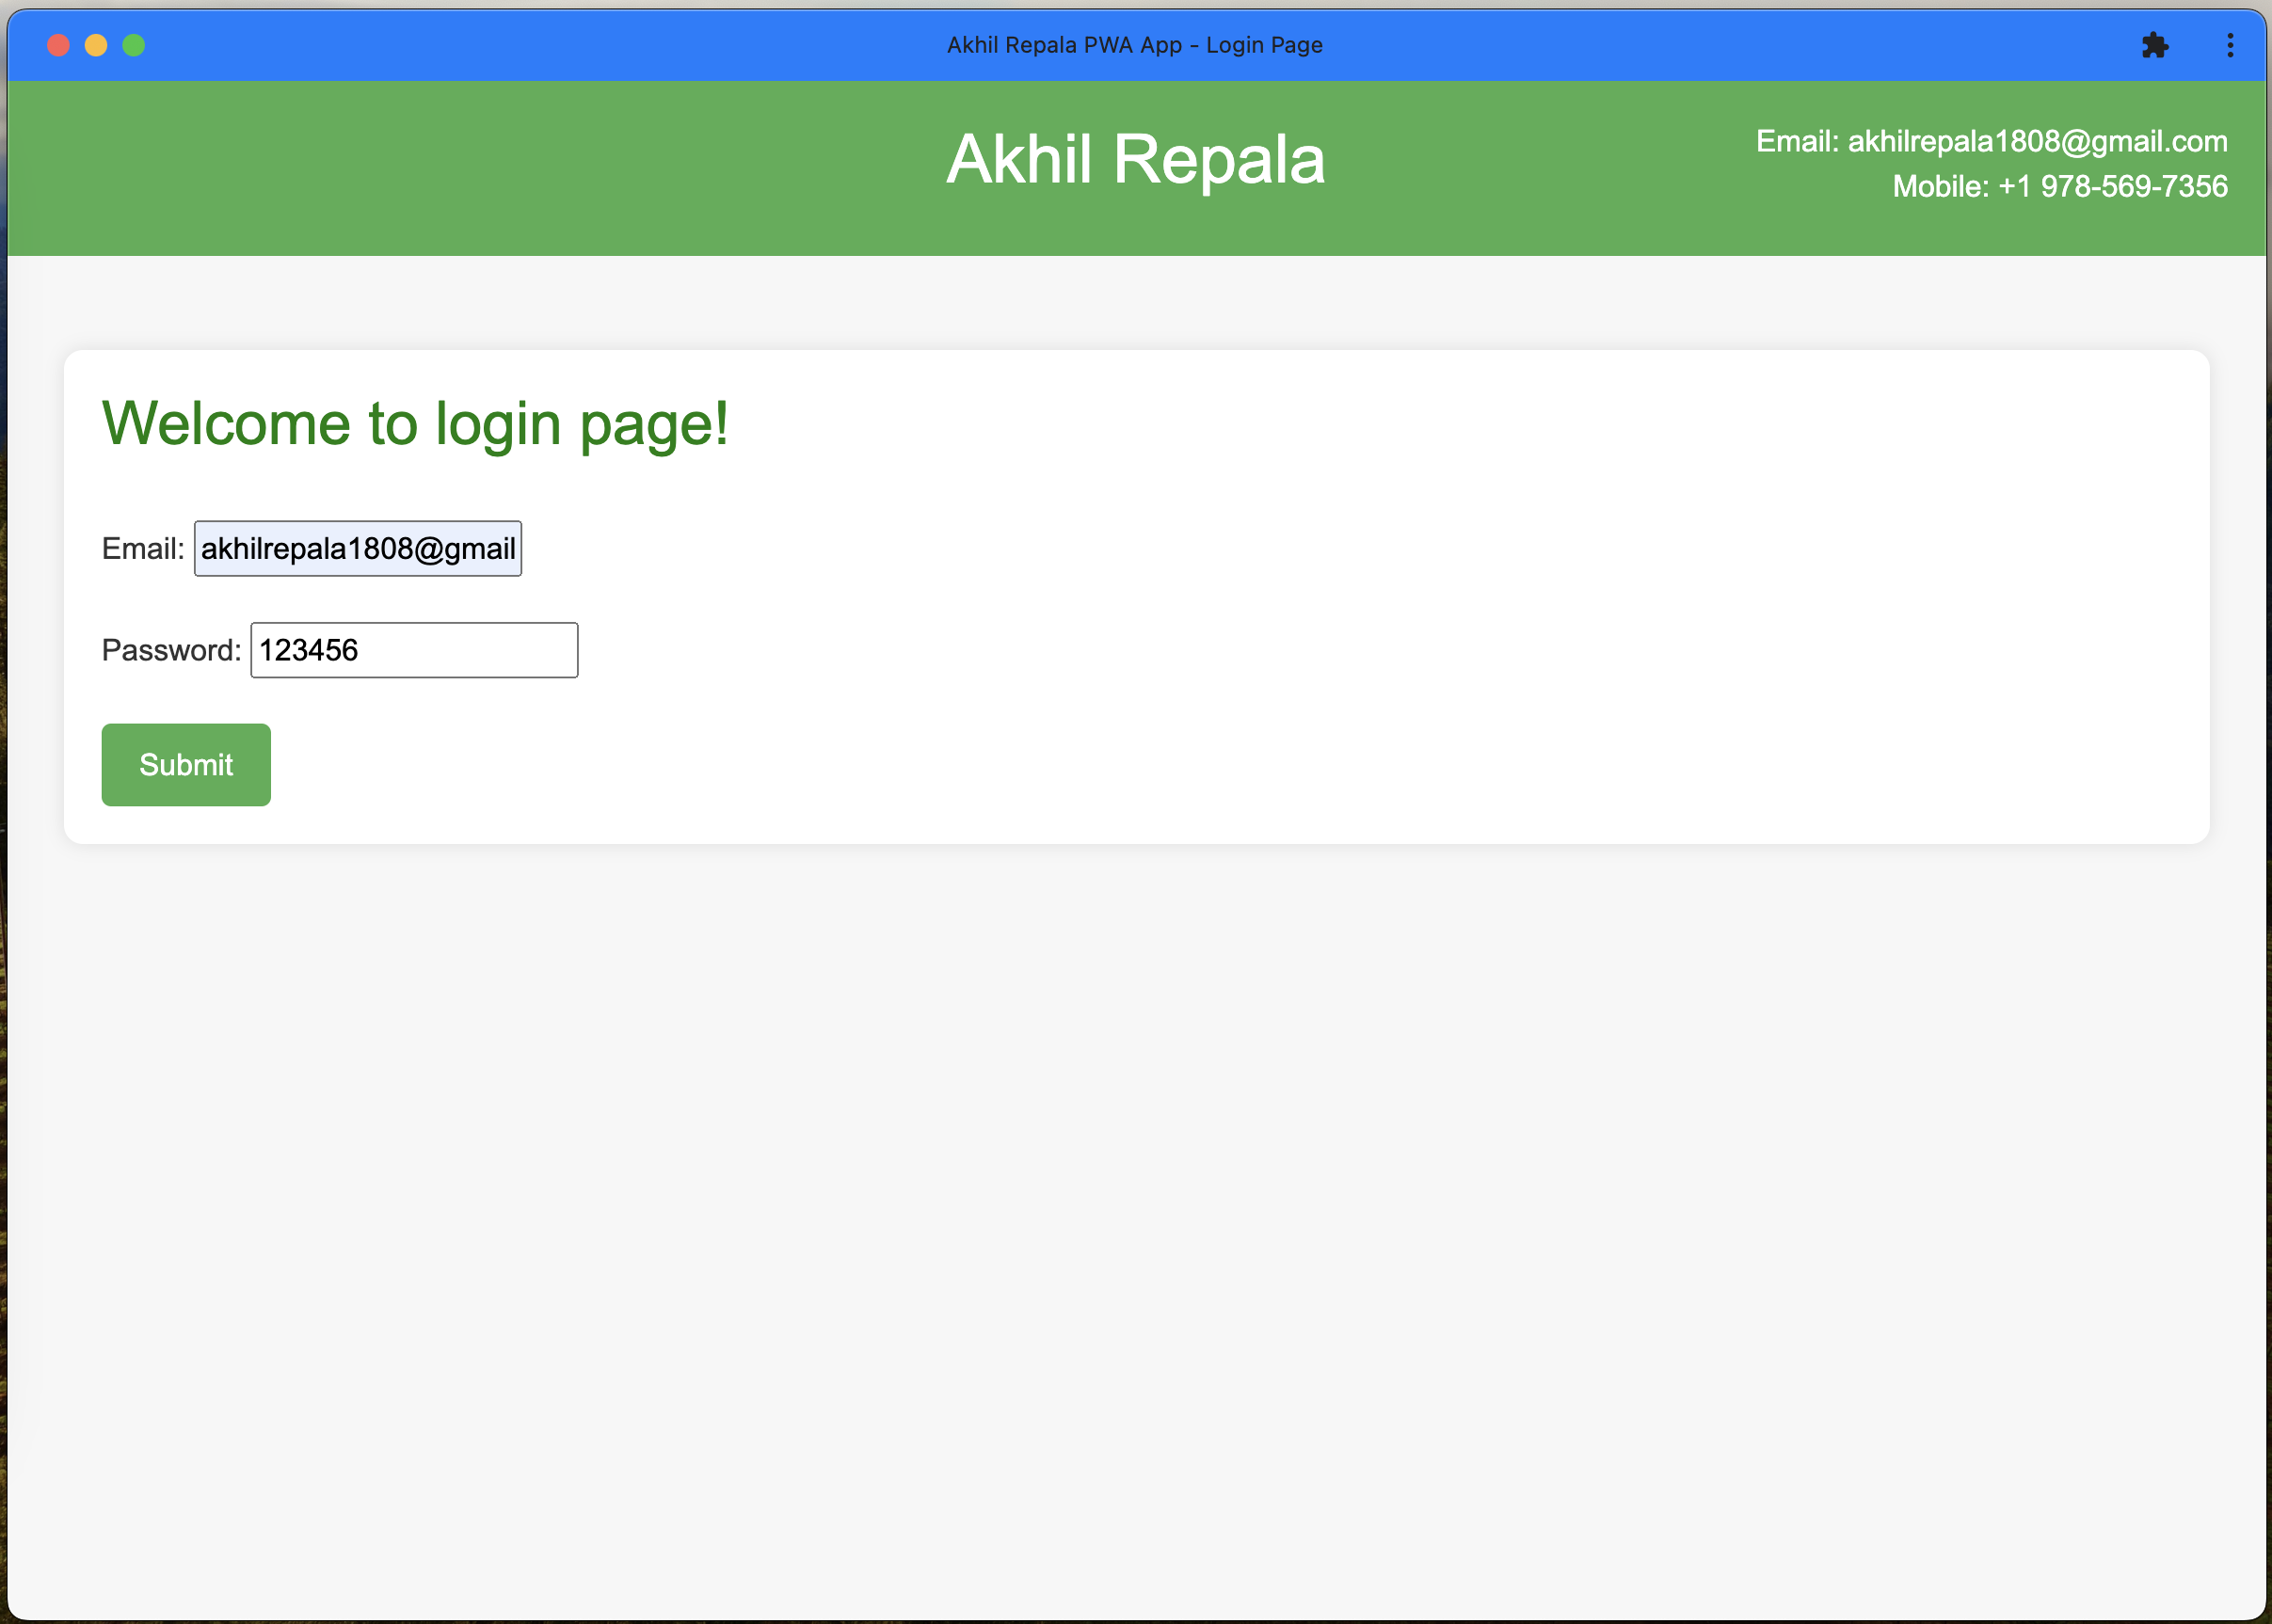 Akhil Repala PWA App - Login Page
Akhil Repala
Email: akhilrepala1808@gmail.com
Mobile: +1 978-569-7356
Welcome to login page!
Email: akhilrepala1808@gmail
Password: 123456
Submit